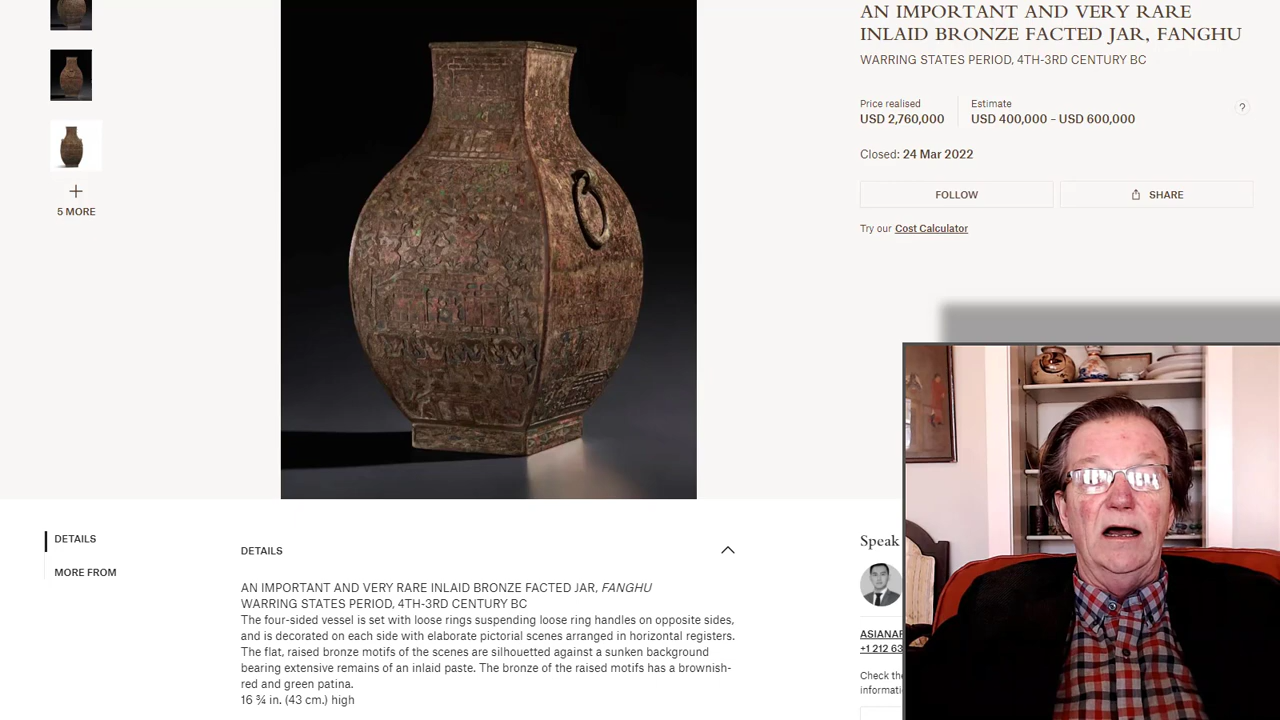 AN IMPORTANT AND VERY RARE
INLAID BRONZE FACTED JAR, FANGHU
WARRING STATES PERIOD, 4TH-3RD CENTURY BC
Price realised
USD 2,760,000
Estimate
USD 400,000 – USD 600,000
?
Closed: 24 Mar 2022
FOLLOW
SHARE
Try our Cost Calculator
5 MORE
DETAILS
MORE FROM
DETAILS
AN IMPORTANT AND VERY RARE INLAID BRONZE FACTED JAR, FANGHU
WARRING STATES PERIOD, 4TH-3RD CENTURY BC
The four-sided vessel is set with loose rings suspending loose ring handles on opposite sides,
and is decorated on each side with elaborate pictorial scenes arranged in horizontal registers.
The flat, raised bronze motifs of the scenes are silhouetted against a sunken background
bearing extensive remains of an inlaid paste. The bronze of the raised motifs has a brownish-
red and green patina.
16 ¾ in. (43 cm.) high
Speak
ASIANAR
+1 212 63
Check the
informati